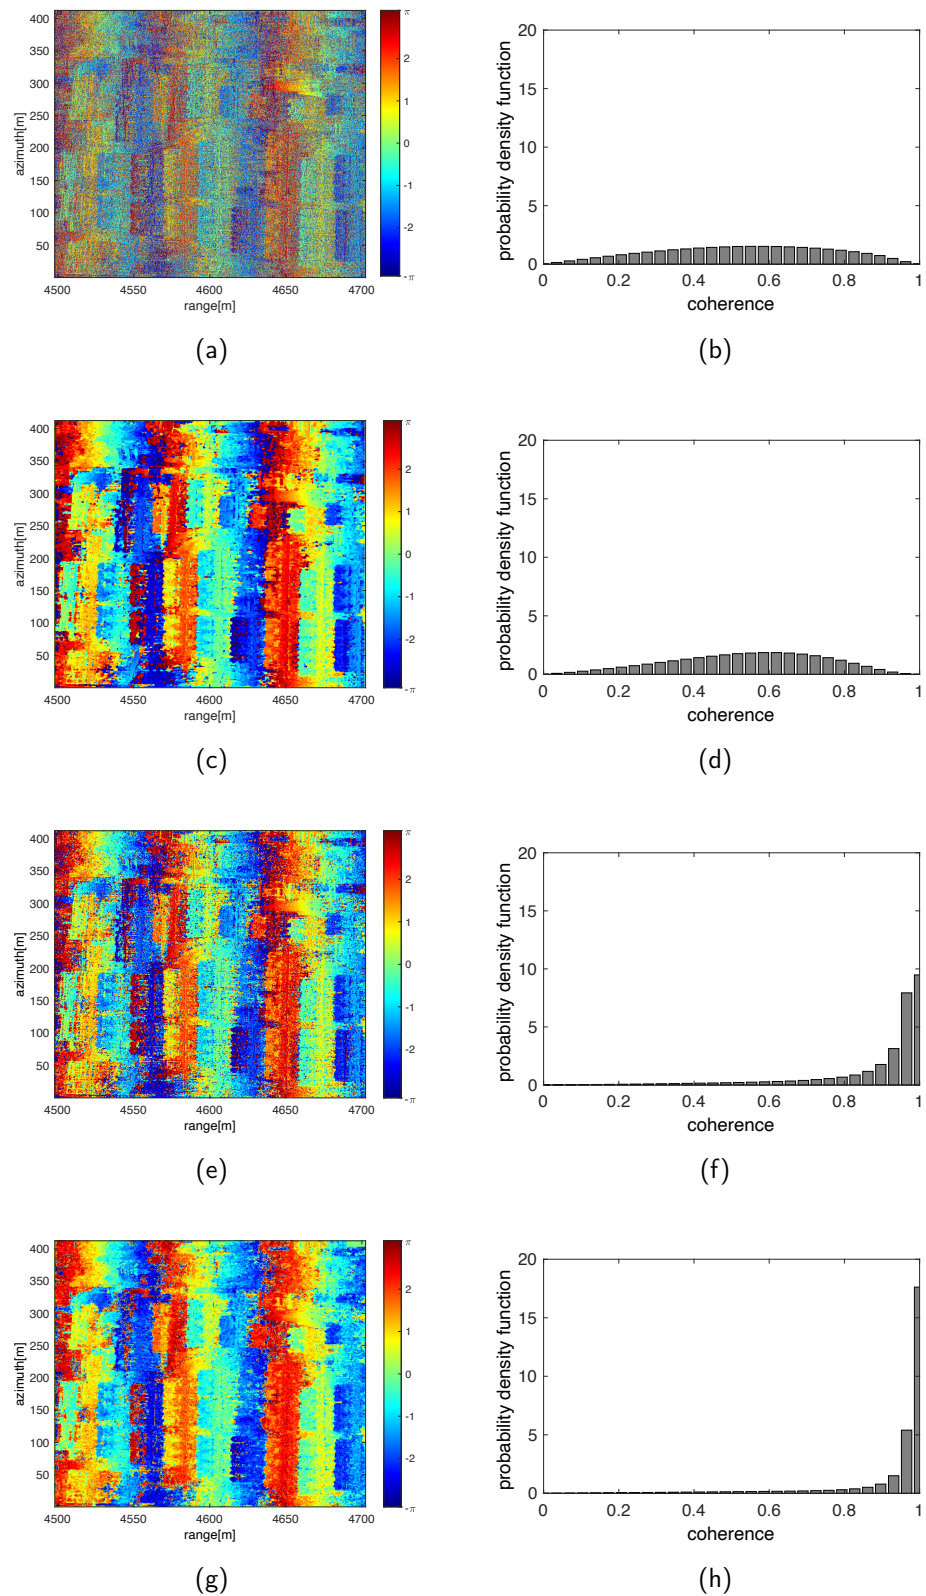 400
350
300
250
200
150
100
50
azimuth[m]
4500 4550 4600 4650 4700
range[m]
π
2
1
0
-1
-2
-π
(a)
20
15
10
5
0
probability density function
0 0.2 0.4 0.6 0.8 1
coherence
(b)
400
350
300
250
200
150
100
50
azimuth[m]
4500 4550 4600 4650 4700
range[m]
π
2
1
0
-1
-2
-π
(c)
20
15
10
5
0
probability density function
0 0.2 0.4 0.6 0.8 1
coherence
(d)
400
350
300
250
200
150
100
50
azimuth[m]
4500 4550 4600 4650 4700
range[m]
π
2
1
0
-1
-2
-π
(e)
20
15
10
5
0
probability density function
0 0.2 0.4 0.6 0.8 1
coherence
(f)
400
350
300
250
200
150
100
50
azimuth[m]
4500 4550 4600 4650 4700
range[m]
π
2
1
0
-1
-2
-π
(g)
20
15
10
5
0
probability density function
0 0.2 0.4 0.6 0.8 1
coherence
(h)